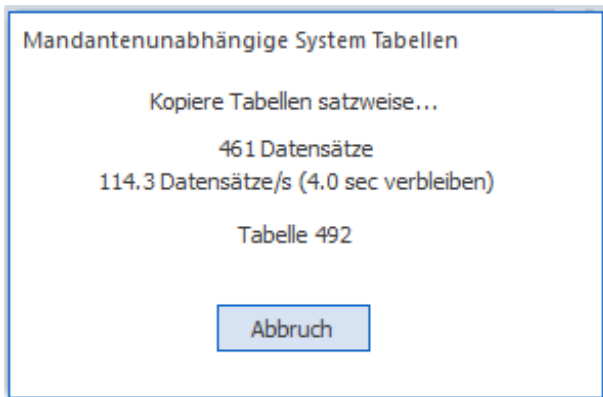 Mandantenunabhängige System Tabellen
Kopiere Tabellen satzweise...
461 Datensätze
114.3 Datensätze/s (4.0 sec verbleiben)
Tabelle 492
Abbruch